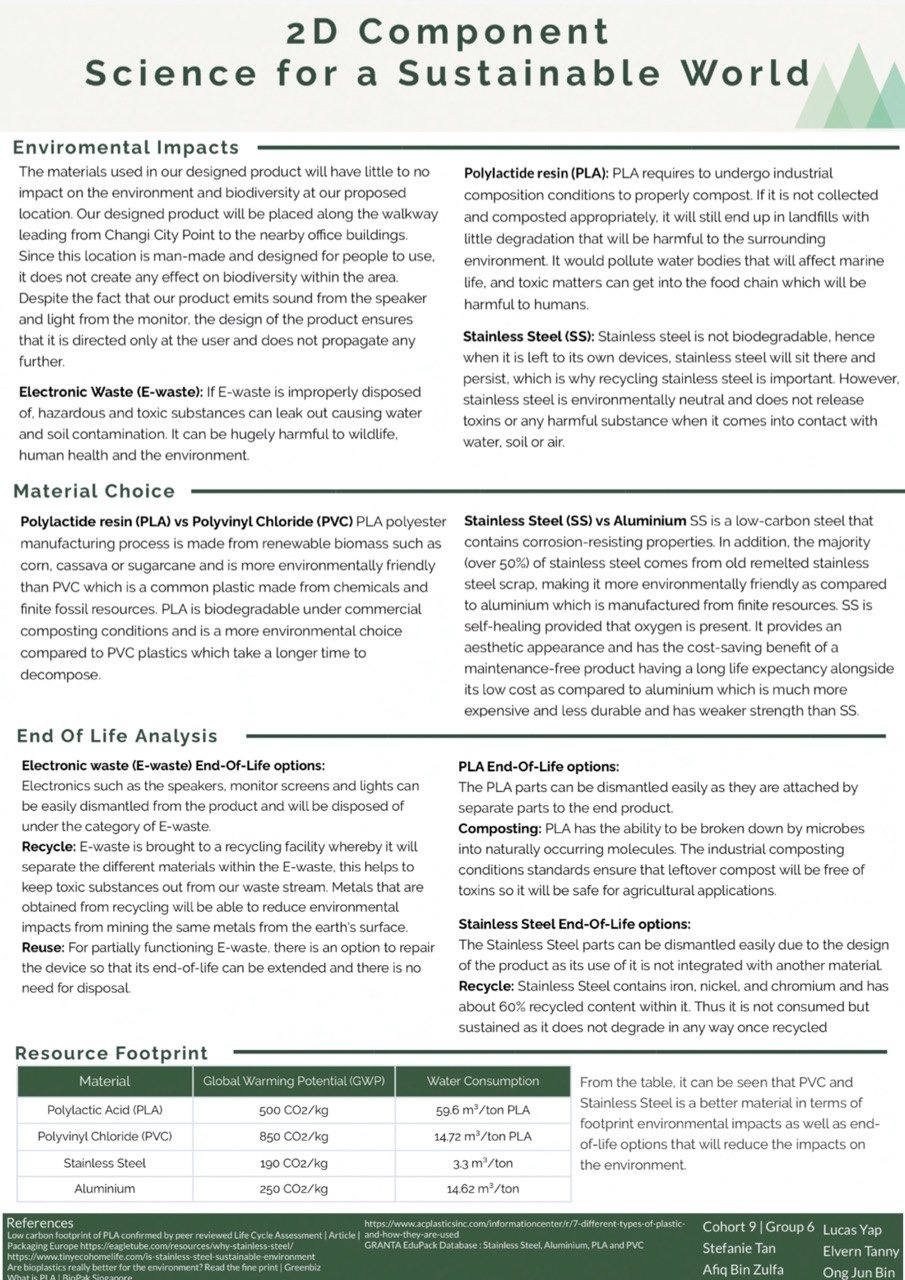 2D Component
Science for a Sustainable World
Enviromental Impacts
The materials used in our designed product will have little to no
impact on the environment and biodiversity at our proposed
location. Our designed product will be placed along the walkway
leading from Changi City Point to the nearby office buildings.
Since this location is man-made and designed for people to use,
it does not create any effect on biodiversity within the area.
Despite the fact that our product emits sound from the speaker
and light from the monitor, the design of the product ensures
that it is directed only at the user and does not propagate any
further.
Electronic Waste (E-waste): If E-waste is improperly disposed
of, hazardous and toxic substances can leak out causing water
and soil contamination. It can be hugely harmful to wildlife,
human health and the environment.
Polylactide resin (PLA): PLA requires to undergo industrial
composition conditions to properly compost. If it is not collected
and composted appropriately, it will still end up in landfills with
little degradation that will be harmful to the surrounding
environment. It would pollute water bodies that will affect marine
life, and toxic matters can get into the food chain which will be
harmful to humans.
Stainless Steel (SS): Stainless steel is not biodegradable, hence
when it is left to its own devices, stainless steel will sit there and
persist, which is why recycling stainless steel is important. However,
stainless steel is environmentally neutral and does not release
toxins or any harmful substance when it comes into contact with
water, soil or air.
Material Choice
Polylactide resin (PLA) vs Polyvinyl Chloride (PVC) PLA polyester
manufacturing process is made from renewable biomass such as
corn, cassava or sugarcane and is more environmentally friendly
than PVC which is a common plastic made from chemicals and
finite fossil resources. PLA is biodegradable under commercial
composting conditions and is a more environmental choice
compared to PVC plastics which take a longer time to
decompose.
Stainless Steel (SS) vs Aluminium SS is a low-carbon steel that
contains corrosion-resisting properties. In addition, the majority
(over 50%) of stainless steel comes from old remelted stainless
steel scrap, making it more environmentally friendly as compared
to aluminium which is manufactured from finite resources. SS is
self-healing provided that oxygen is present. It provides an
aesthetic appearance and has the cost-saving benefit of a
maintenance-free product having a long life expectancy alongside
its low cost as compared to aluminium which is much more
expensive and less durable and has weaker strength than SS.
End Of Life Analysis
Electronic waste (E-waste) End-Of-Life options:
Electronics such as the speakers, monitor screens and lights can
be easily dismantled from the product and will be disposed of
under the category of E-waste.
Recycle: E-waste is brought to a recycling facility whereby it will
separate the different materials within the E-waste, this helps to
keep toxic substances out from our waste stream. Metals that are
obtained from recycling will be able to reduce environmental
impacts from mining the same metals from the earth's surface.
Reuse: For partially functioning E-waste, there is an option to repair
the device so that its end-of-life can be extended and there is no
need for disposal.
PLA End-Of-Life options:
The PLA parts can be dismantled easily as they are attached by
separate parts to the end product.
Composting: PLA has the ability to be broken down by microbes
into naturally occurring molecules. The industrial composting
conditions standards ensure that leftover compost will be free of
toxins so it will be safe for agricultural applications.
Stainless Steel End-Of-Life options:
The Stainless Steel parts can be dismantled easily due to the design
of the product as its use of it is not integrated with another material.
Recycle: Stainless Steel contains iron, nickel, and chromium and has
about 60% recycled content within it. Thus it is not consumed but
sustained as it does not degrade in any way once recycled
Resource Footprint
Material Global Warming Potential (GWP) Water Consumption
Polylactic Acid (PLA) 500 CO2/kg 59.6 m³/ton PLA
Polyvinyl Chloride (PVC) 850 CO2/kg 14.72 m³/ton PLA
Stainless Steel 190 CO2/kg 3.3 m³/ton
Aluminium 250 CO2/kg 14.62 m³/ton
From the table, it can be seen that PVC and
Stainless Steel is a better material in terms of
footprint environmental impacts as well as end-
of-life options that will reduce the impacts on
the environment.
References
Low carbon footprint of PLA confirmed by peer reviewed Life Cycle Assessment | Article |
Packaging Europe https://eagletube.com/resources/why-stainless-steel/
https://www.tinyecohomelife.com/is-stainless-steel-sustainable-environment
Are bioplastics really better for the environment? Read the fine print | Greenbiz
What is PLA | BioPak Singapore
https://www.acplasticsinc.com/informationcenter/r/7-different-types-of-plastic-
and-how-they-are-used
GRANTA EduPack Database : Stainless Steel, Aluminium, PLA and PVC
Cohort 9 | Group 6
Stefanie Tan
Afiq Bin Zulfa
Lucas Yap
Elvern Tanny
Ong Jun Bin